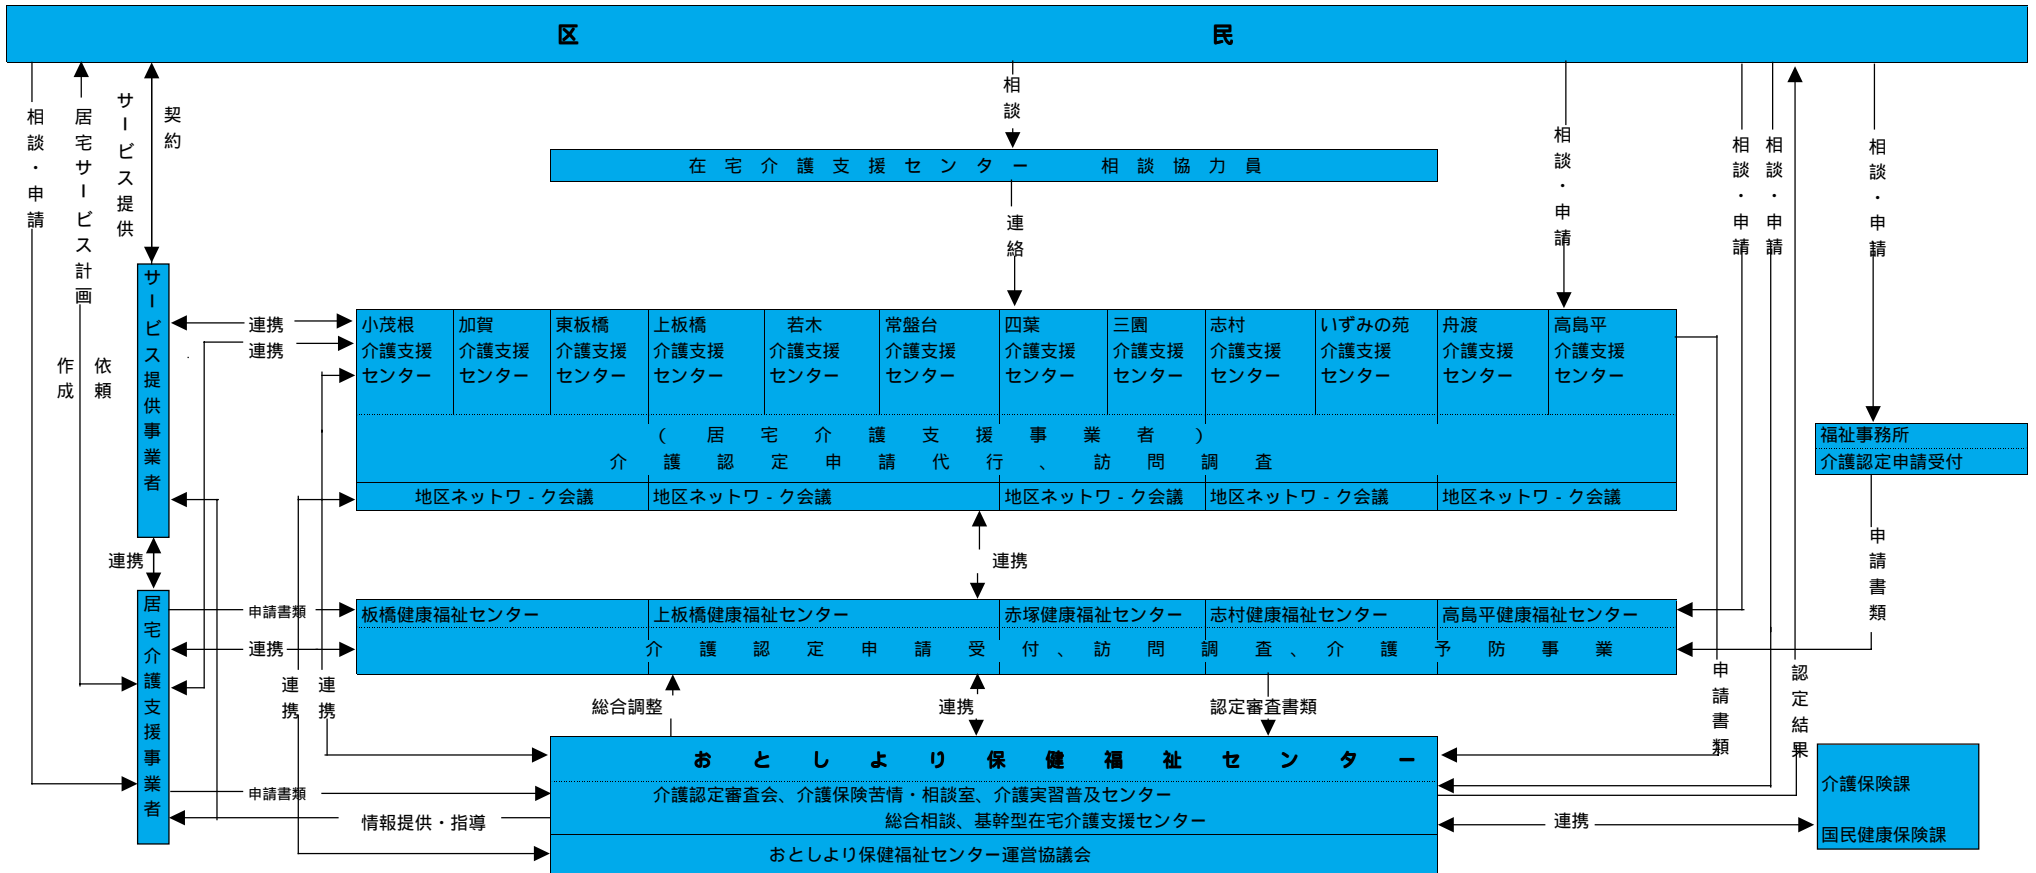 区 民
相談・申請
居宅サービス計画
作成
依頼
サービス提供
契約
相談
相談・申請
相談・申請
相談・申請
相談・申請
在宅介護支援センター 相談協力員
連絡
サービス提供事業者
連携
連携
小茂根介護支援センター
加賀介護支援センター
東板橋介護支援センター
上板橋介護支援センター
若木介護支援センター
常盤台介護支援センター
四葉介護支援センター
三園介護支援センター
志村介護支援センター
いずみの苑介護支援センター
舟渡介護支援センター
高島平介護支援センター
(居宅介護支援事業者)
介護認定申請代行、訪問調査
地区ネットワ-ク会議
地区ネットワ-ク会議
地区ネットワ-ク会議
地区ネットワ-ク会議
地区ネットワ-ク会議
福祉事務所
介護認定申請受付
申請書類
連携
連携
居宅介護支援事業者
申請書類
連携
板橋健康福祉センター
上板橋健康福祉センター
赤塚健康福祉センター
志村健康福祉センター
高島平健康福祉センター
介護認定申請受付、訪問調査、介護予防事業
連携
連携
総合調整
連携
認定審査書類
申請書類
認定結果
おとしより保健福祉センター
介護認定審査会、介護保険苦情・相談室、介護実習普及センター
総合相談、基幹型在宅介護支援センター
おとしより保健福祉センター運営協議会
申請書類
情報提供・指導
連携
介護保険課
国民健康保険課